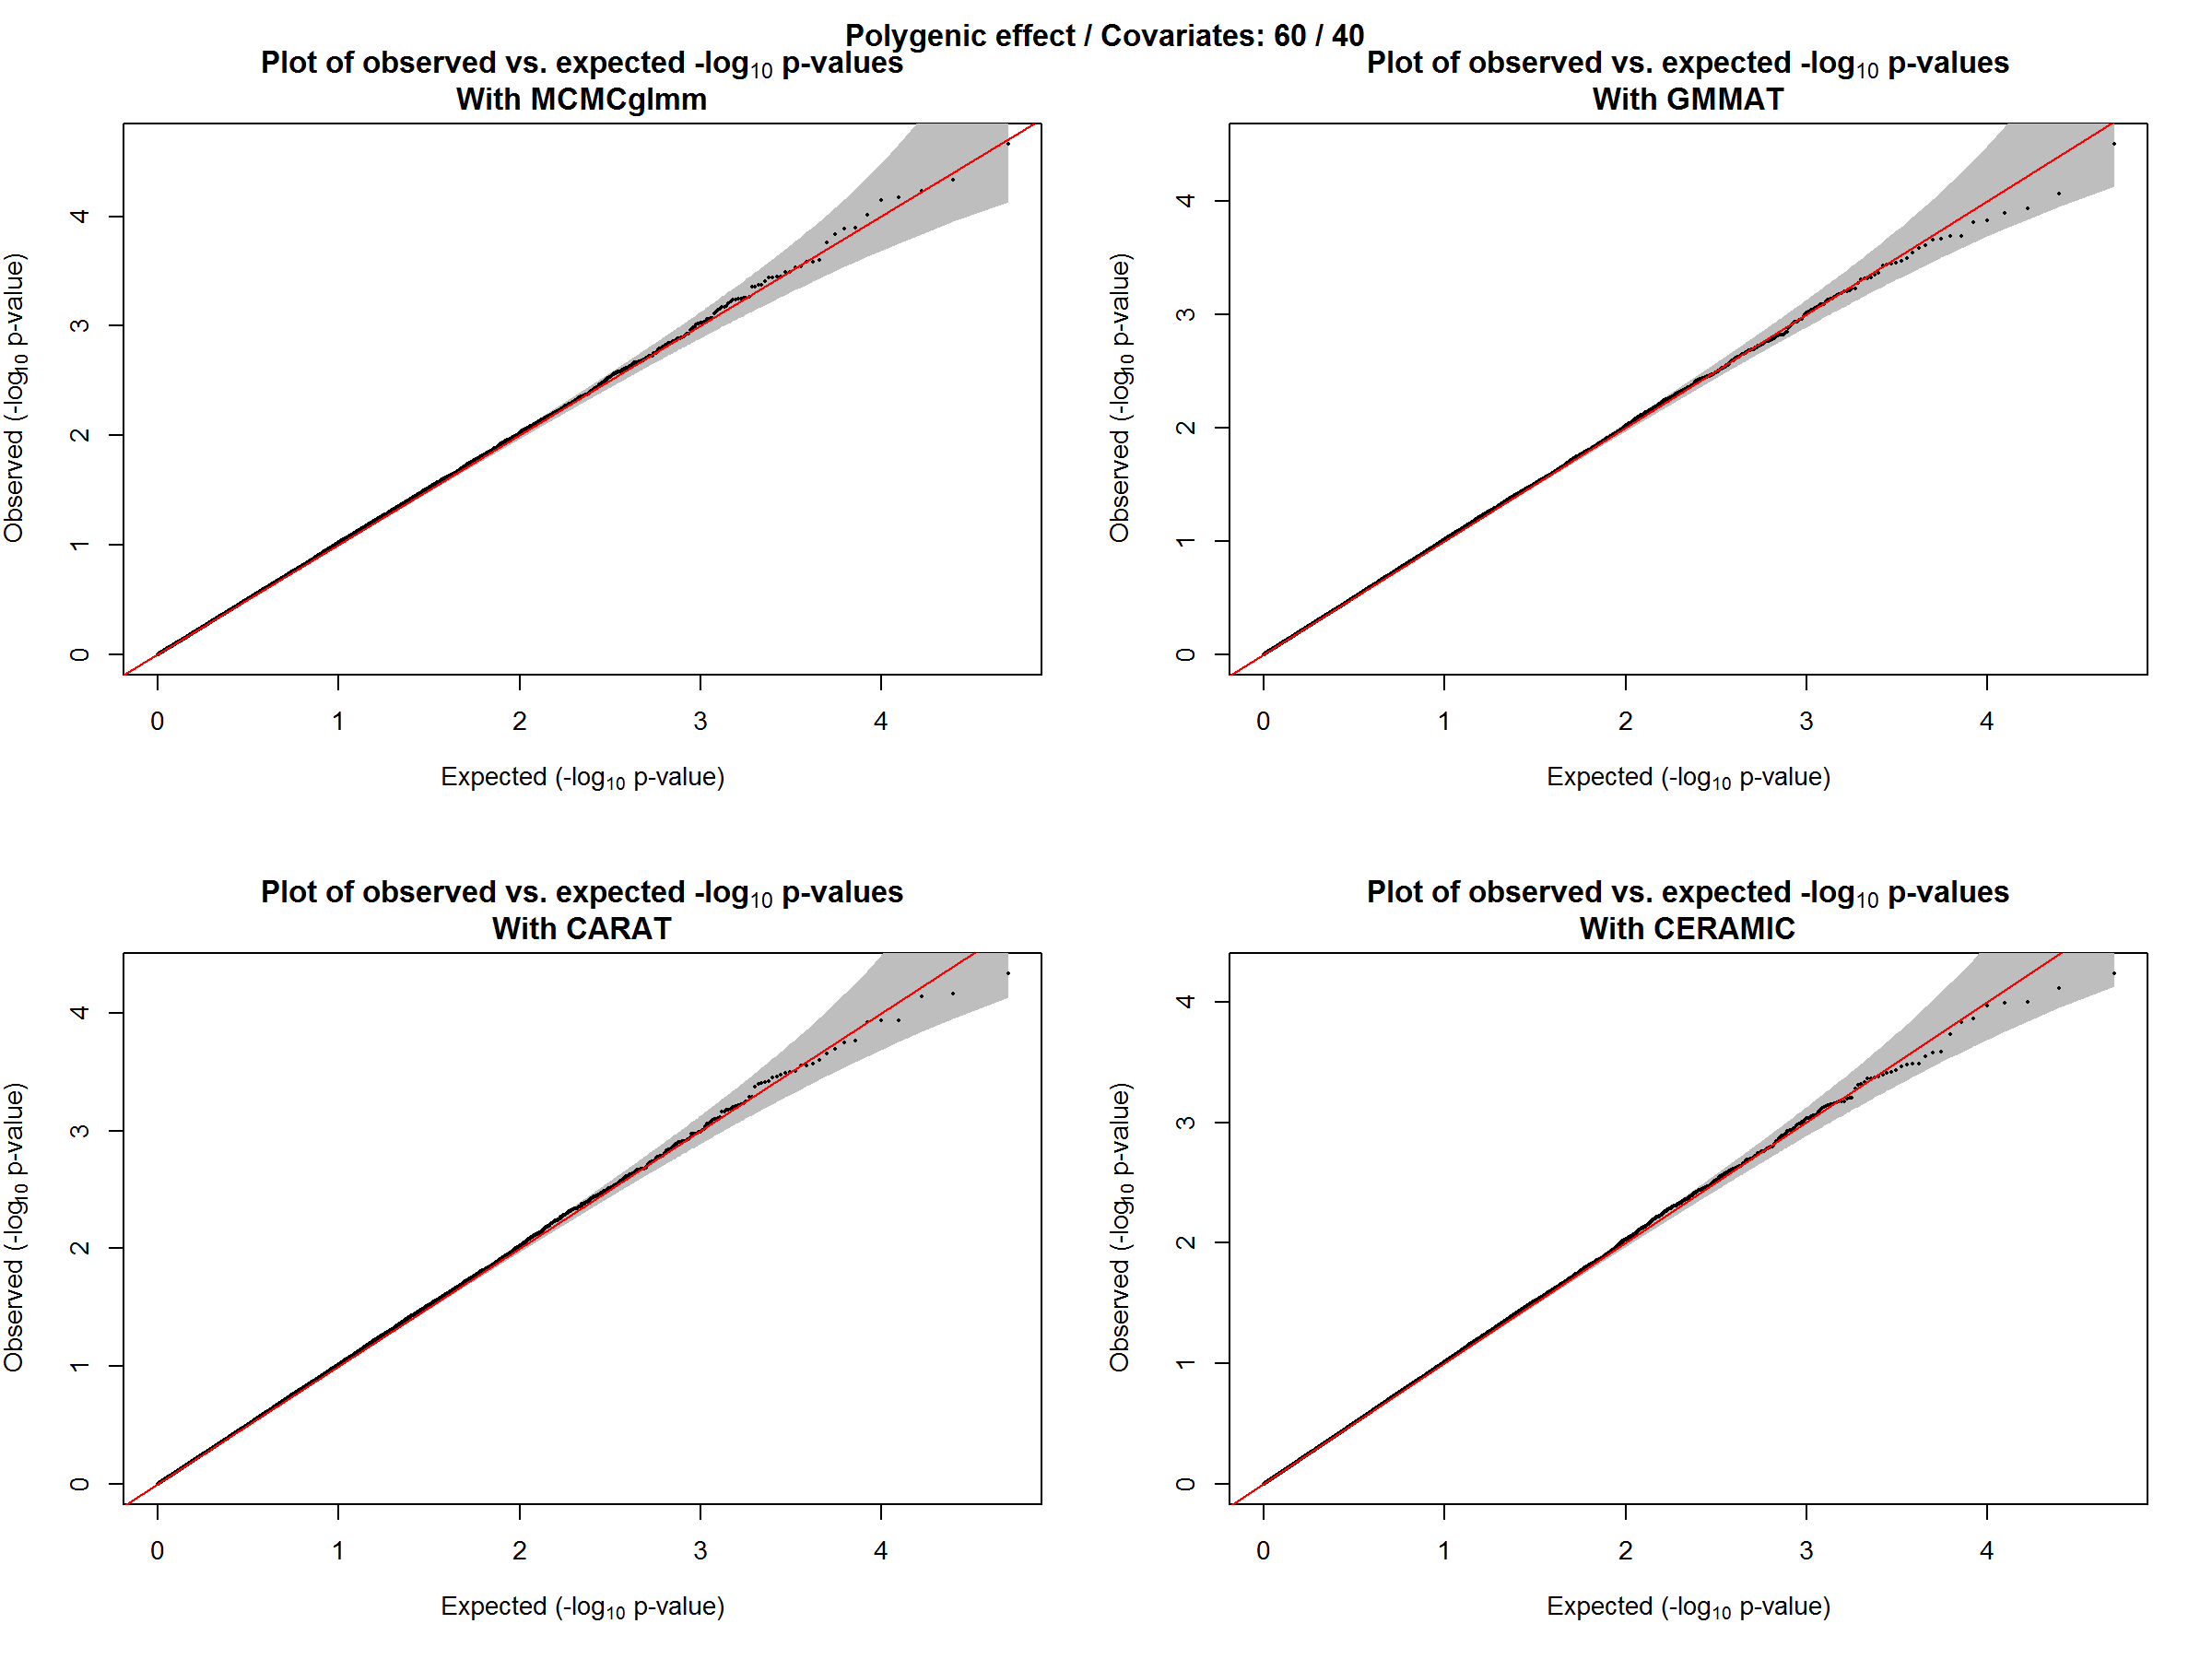 Polygenic effect / Covariates: 60 / 40
Plot of observed vs. expected -log10 p-values
With MCMCglmm
Observed (-log10 p-value)
4
3
2
1
0
0 1 2 3 4
Expected (-log10 p-value)
Plot of observed vs. expected -log10 p-values
With GMMAT
Observed (-log10 p-value)
4
3
2
1
0
0 1 2 3 4
Expected (-log10 p-value)
Plot of observed vs. expected -log10 p-values
With CARAT
Observed (-log10 p-value)
4
3
2
1
0
0 1 2 3 4
Expected (-log10 p-value)
Plot of observed vs. expected -log10 p-values
With CERAMIC
Observed (-log10 p-value)
4
3
2
1
0
0 1 2 3 4
Expected (-log10 p-value)